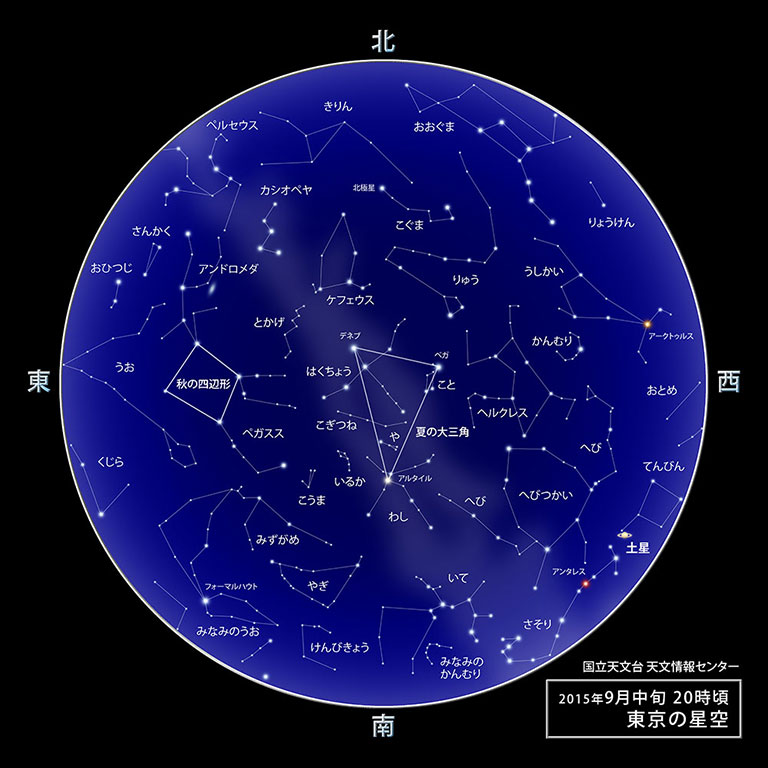 北
きりん
ペルセウス
おおぐま
カシオペヤ
北極星
こぐま
りょうけん
さんかく
アンドロメダ
おひつじ
りゅう
うしかい
ケフェウス
とかげ
デネブ
かんむり
アークトゥルス
ベガ
うお
はくちょう
東
秋の四辺形
こと
おとめ
西
ヘルクレス
こぎつね
や
夏の大三角
ペガスス
へび
くじら
いるか
アルタイル
てんびん
こうま
へび
へびつかい
わし
みずがめ
土星
アンタレス
フォーマルハウト
やぎ
いて
みなみのうお
さそり
けんびきょう
みなみの
かんむり
国立天文台 天文情報センター
2015年9月中旬 20時頃
東京の星空
南